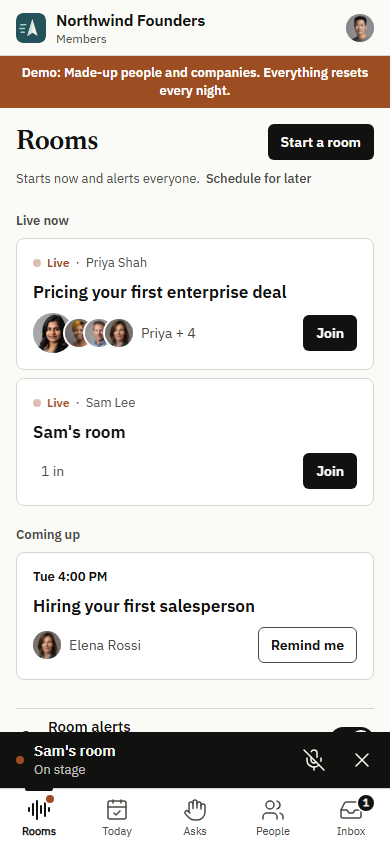 Northwind Founders
Members
Demo: Made-up people and companies. Everything resets
every night.
Rooms
Start a room
Starts now and alerts everyone. Schedule for later
Live now
Live · Priya Shah
Pricing your first enterprise deal
Priya + 4
Join
Live · Sam Lee
Sam's room
1 in
Join
Coming up
Tue 4:00 PM
Hiring your first salesperson
Elena Rossi
Remind me
Room alerts
Sam's room
On stage
1
Rooms
Today
Asks
People
Inbox